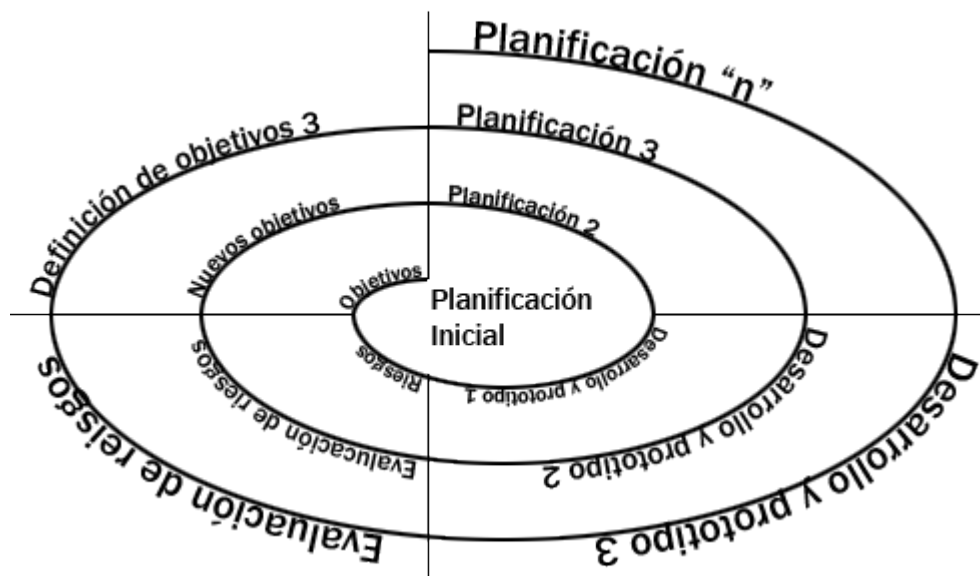 Planificación
Inicial
Objetivos
Riesgos
Desarrollo y prototipo 1
Planificación 2
Nuevos objetivos
Evalucación de riesgos
Desarrollo y prototipo 2
Planificación 3
Definición de objetivos 3
Evaluación de reisgos
Desarrollo y prototipo 3
Planificación “n”